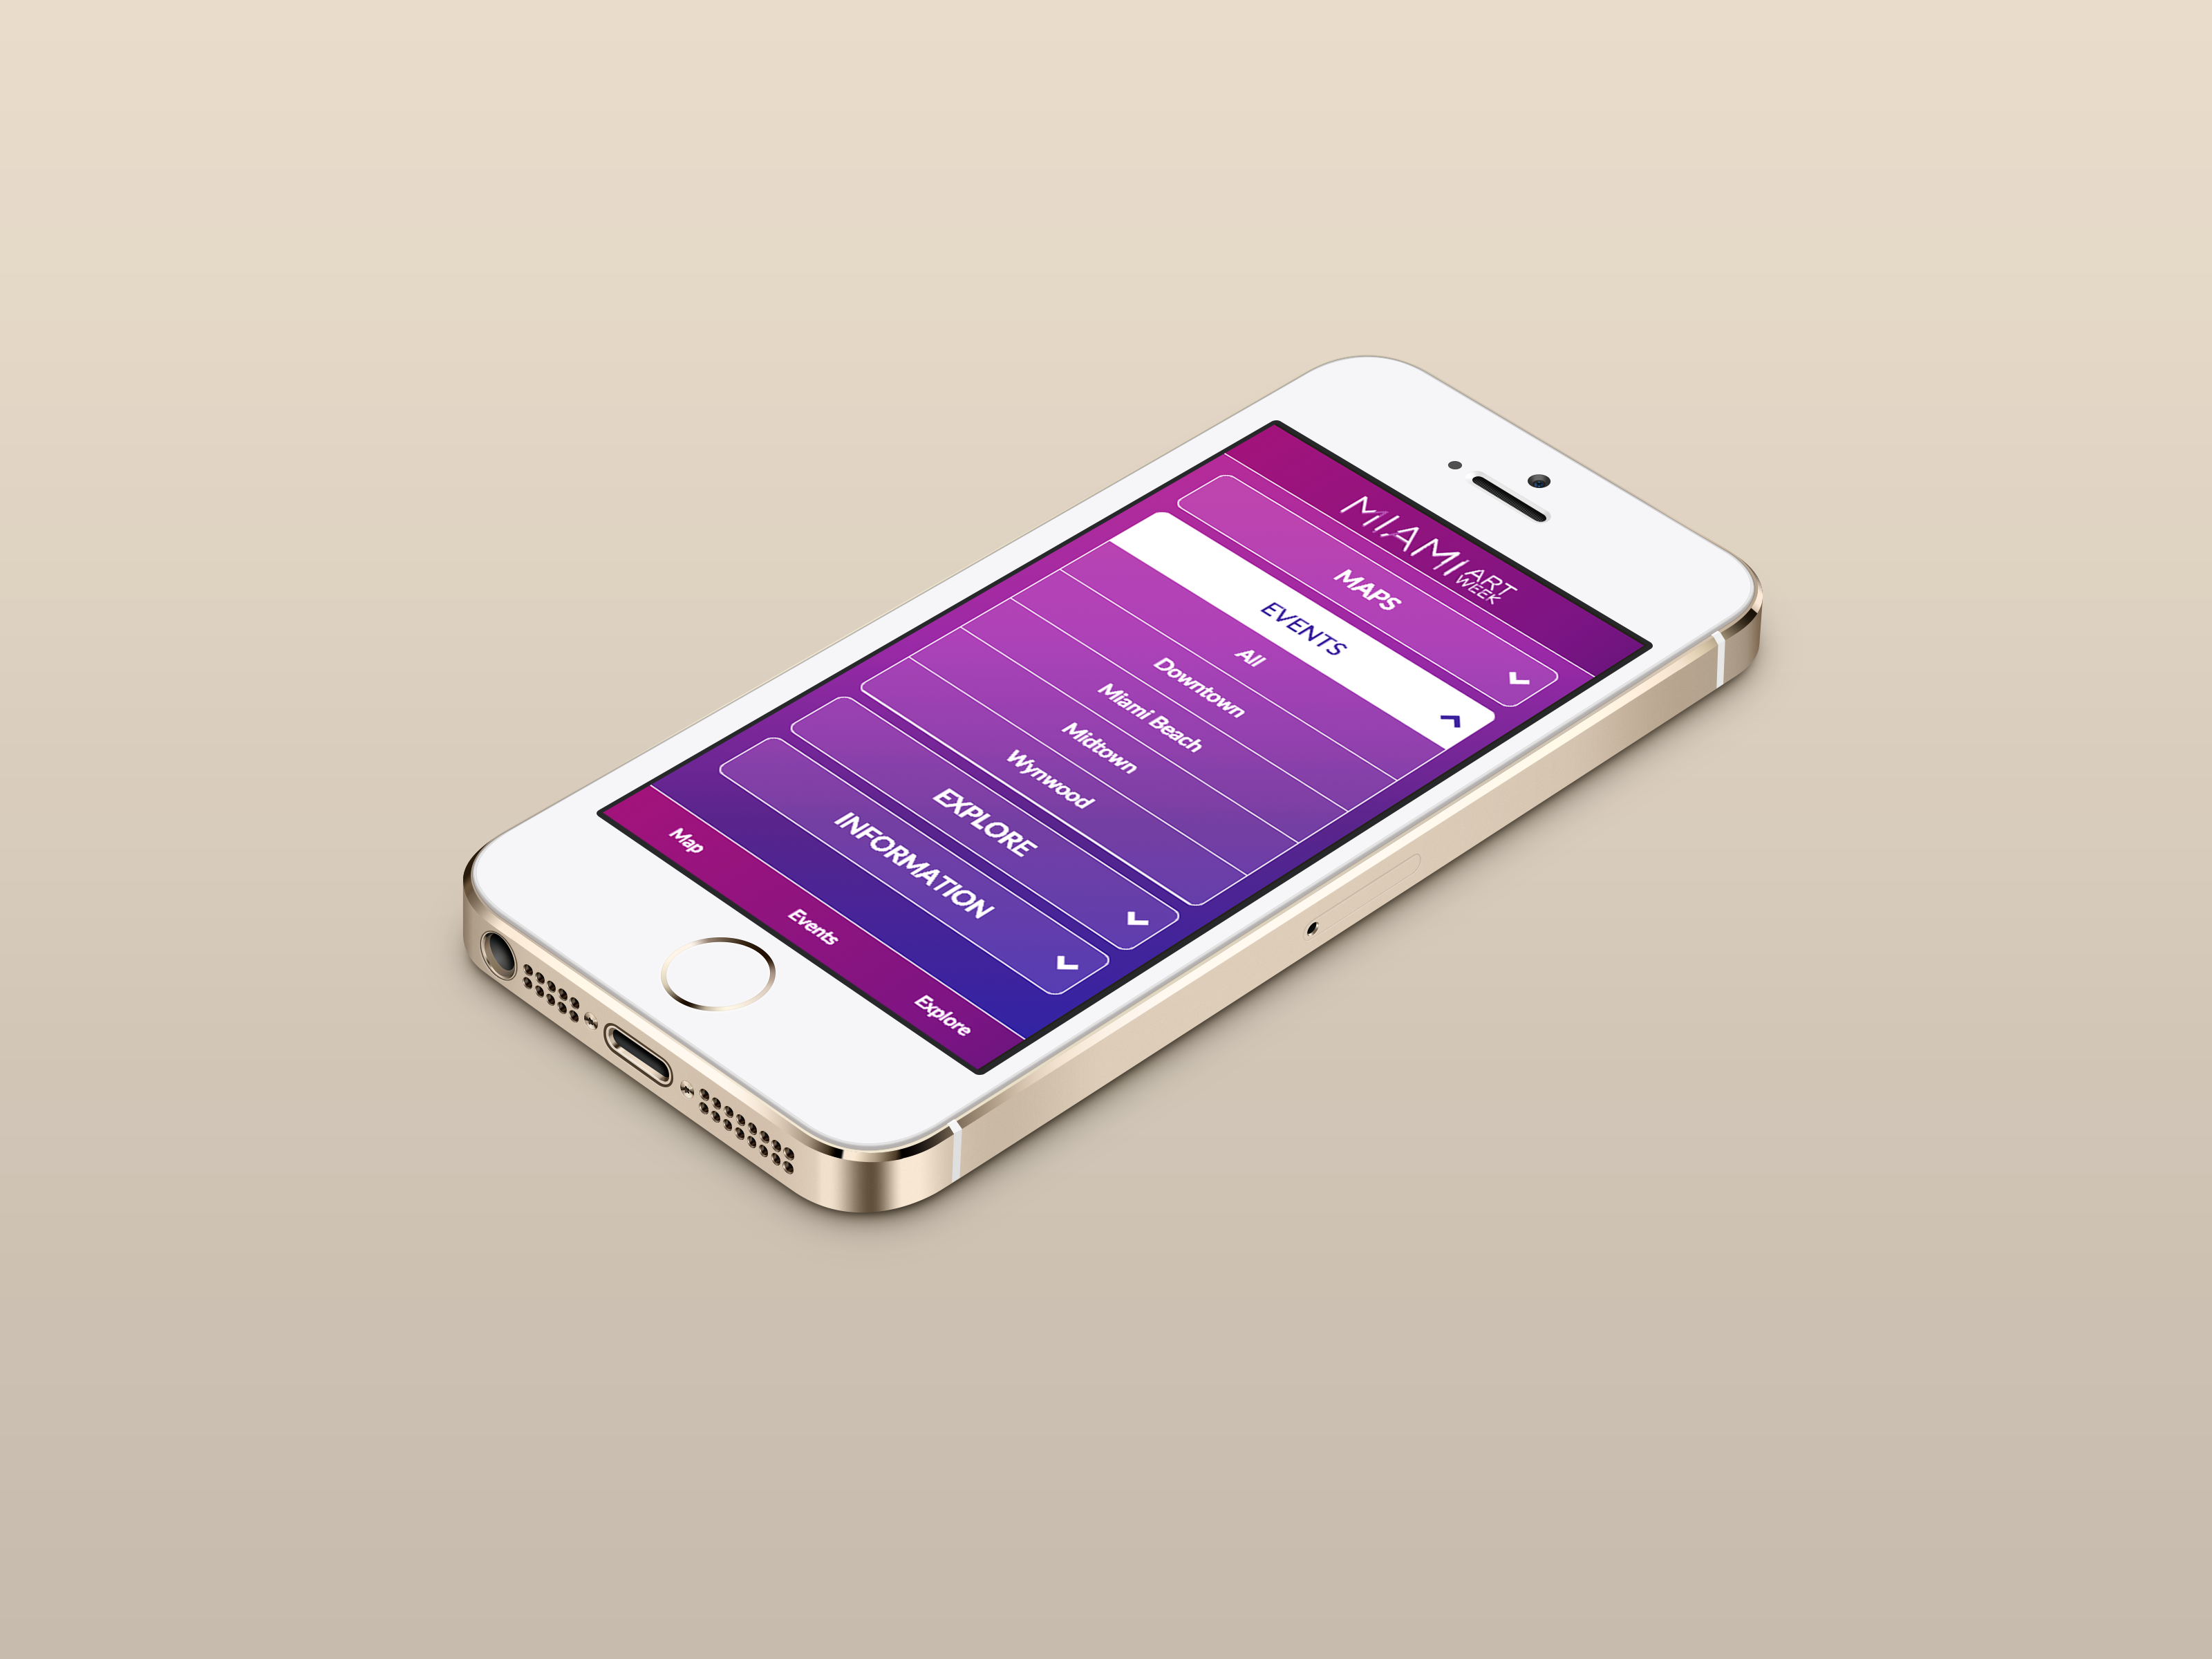 MIAMI ART WEEK
MAPS
EVENTS
All
Downtown
Miami Beach
Midtown
Wynwood
EXPLORE
INFORMATION
Map Events Explore